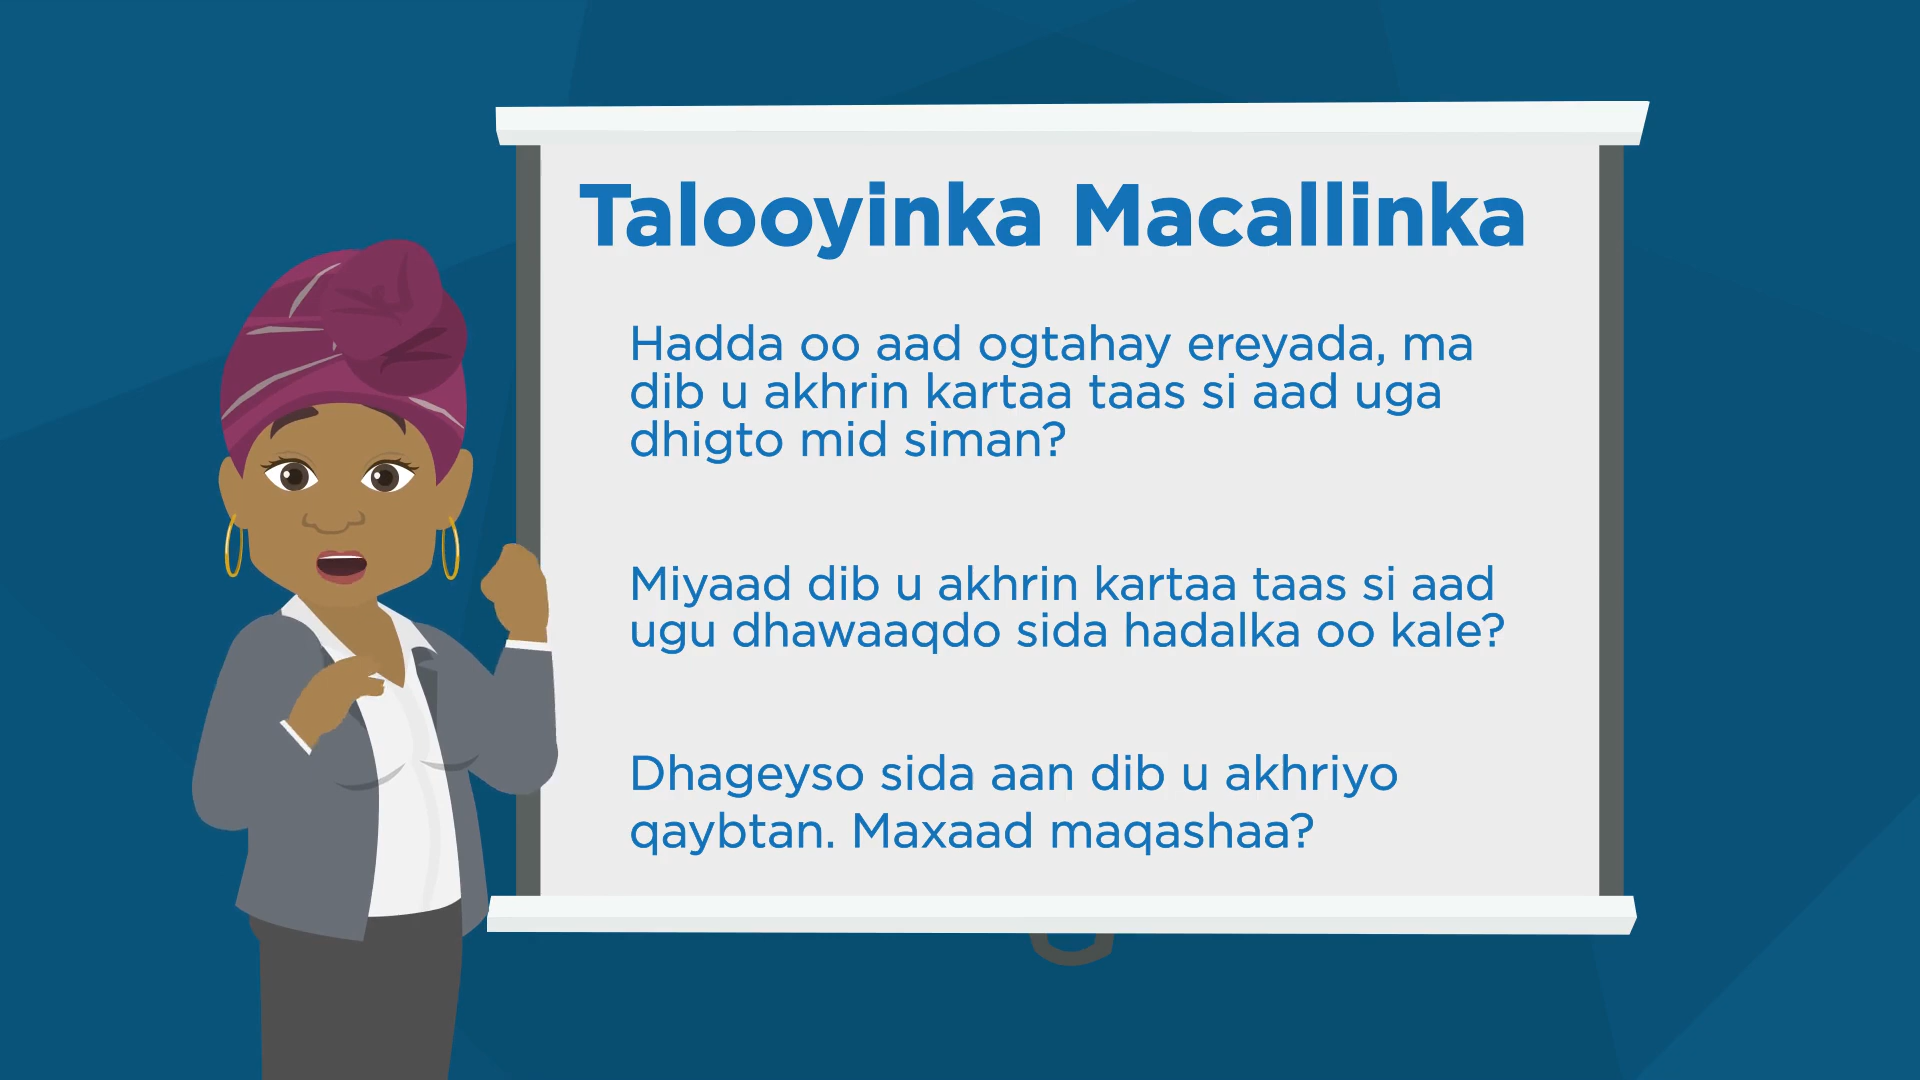 Talooyinka Macallinka
Hadda oo aad ogtahay ereyada, ma
dib u akhrin kartaa taas si aad uga
dhigto mid siman?
Miyaad dib u akhrin kartaa taas si aad
ugu dhawaaqdo sida hadalka oo kale?
Dhageyso sida aan dib u akhriyo
qaybtan. Maxaad maqashaa?